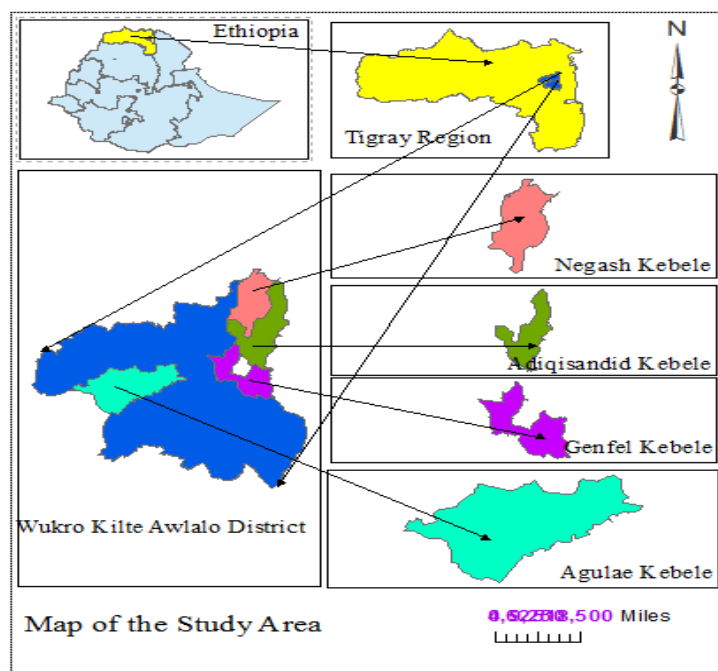 Ethiopia
N
Tigray Region
Negash Kebele
Adiqisandid Kebele
Genfel Kebele
Wukro Kilte Awlalo District
Agulae Kebele
Map of the Study Area
Miles